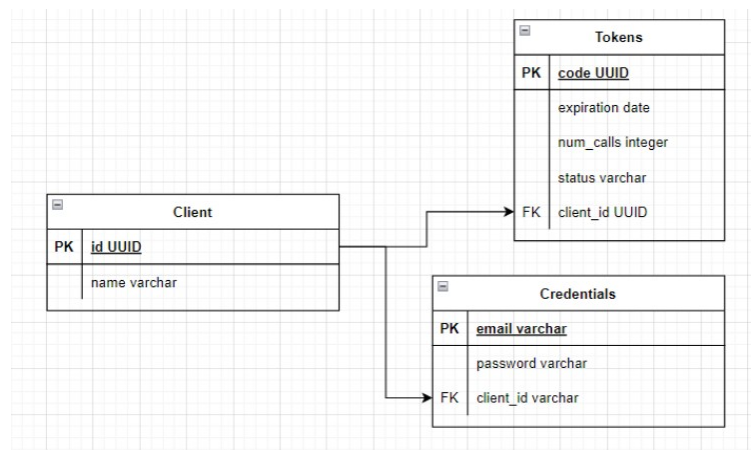 Tokens
PK code UUID
expiration date
num_calls integer
status varchar
FK client_id UUID
Client
PK id UUID
name varchar
Credentials
PK email varchar
password varchar
FK client_id varchar